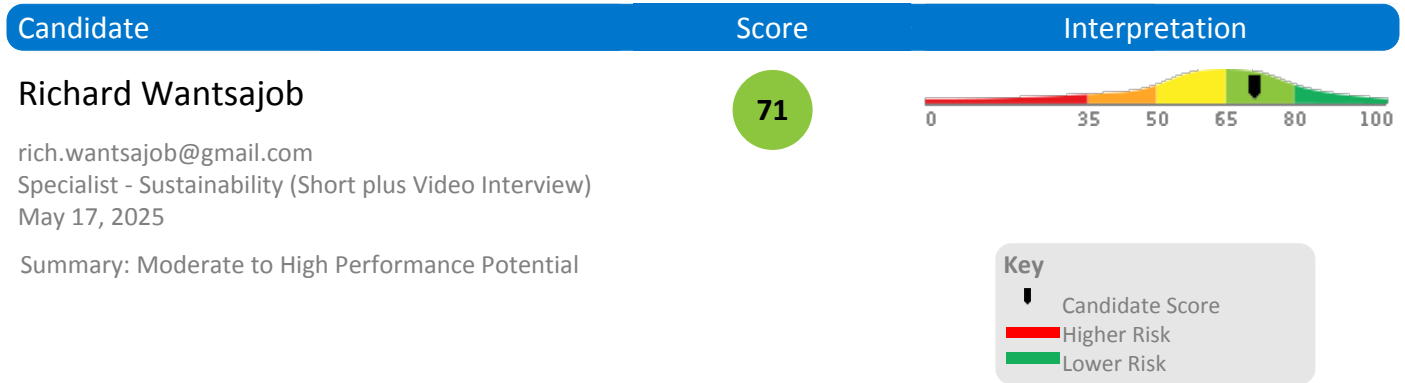 Candidate Score Interpretation
Richard Wantsajob
71
0 35 50 65 80 100
rich.wantsajob@gmail.com
Specialist - Sustainability (Short plus Video Interview)
May 17, 2025
Summary: Moderate to High Performance Potential
Key
Candidate Score
Higher Risk
Lower Risk